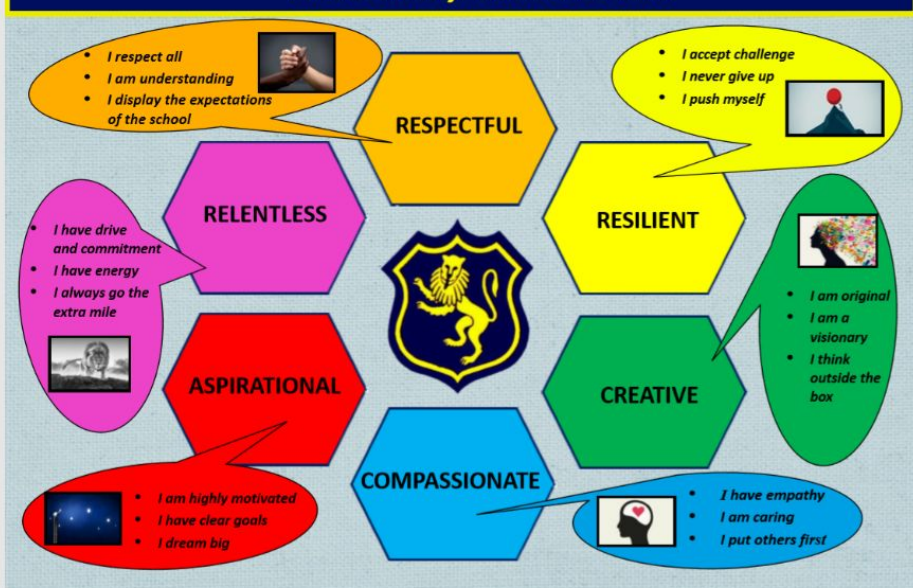 • I respect all
• I am understanding
• I display the expectations
of the school
RESPECTFUL
• I accept challenge
• I never give up
• I push myself
RESILIENT
RELENTLESS
• I have drive
and commitment
• I have energy
• I always go the
extra mile
• I am original
• I am a
visionary
• I think
outside the
box
CREATIVE
ASPIRATIONAL
• I am highly motivated
• I have clear goals
• I dream big
COMPASSIONATE
• I have empathy
• I am caring
• I put others first